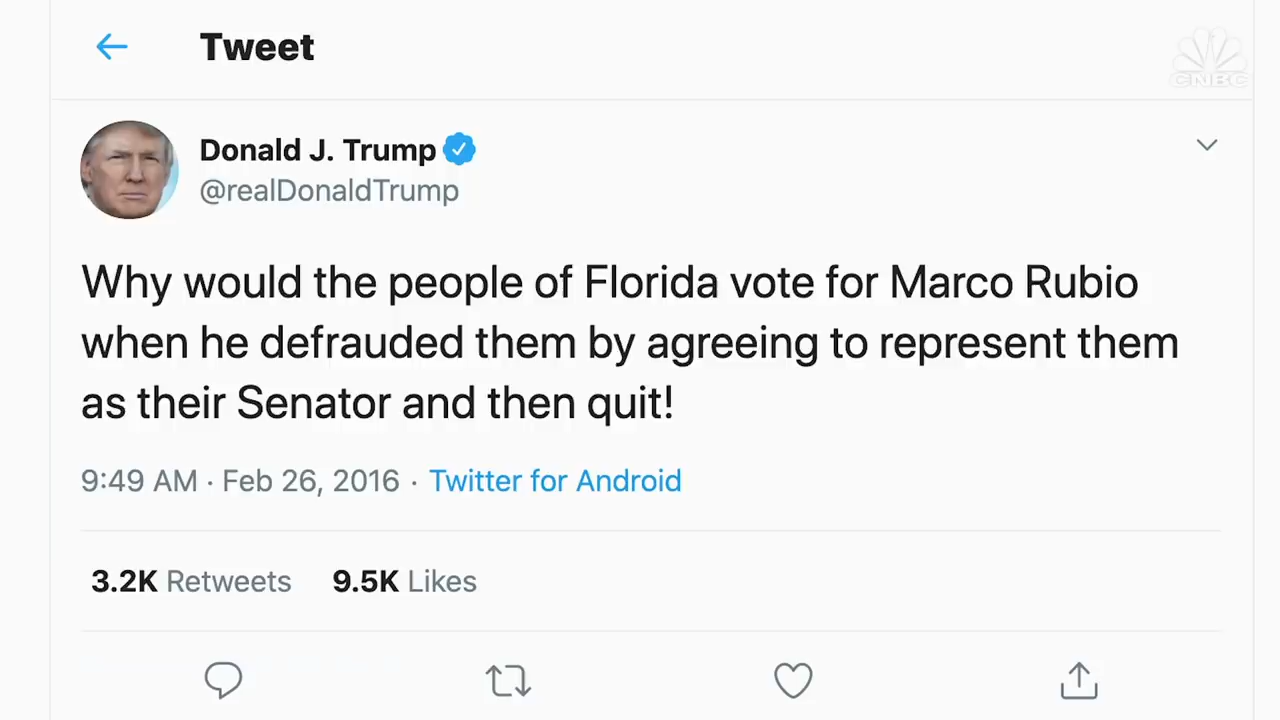 Tweet
CNBC
Donald J. Trump
@realDonaldTrump
Why would the people of Florida vote for Marco Rubio
when he defrauded them by agreeing to represent them
as their Senator and then quit!
9:49 AM · Feb 26, 2016 · Twitter for Android
3.2K Retweets 9.5K Likes